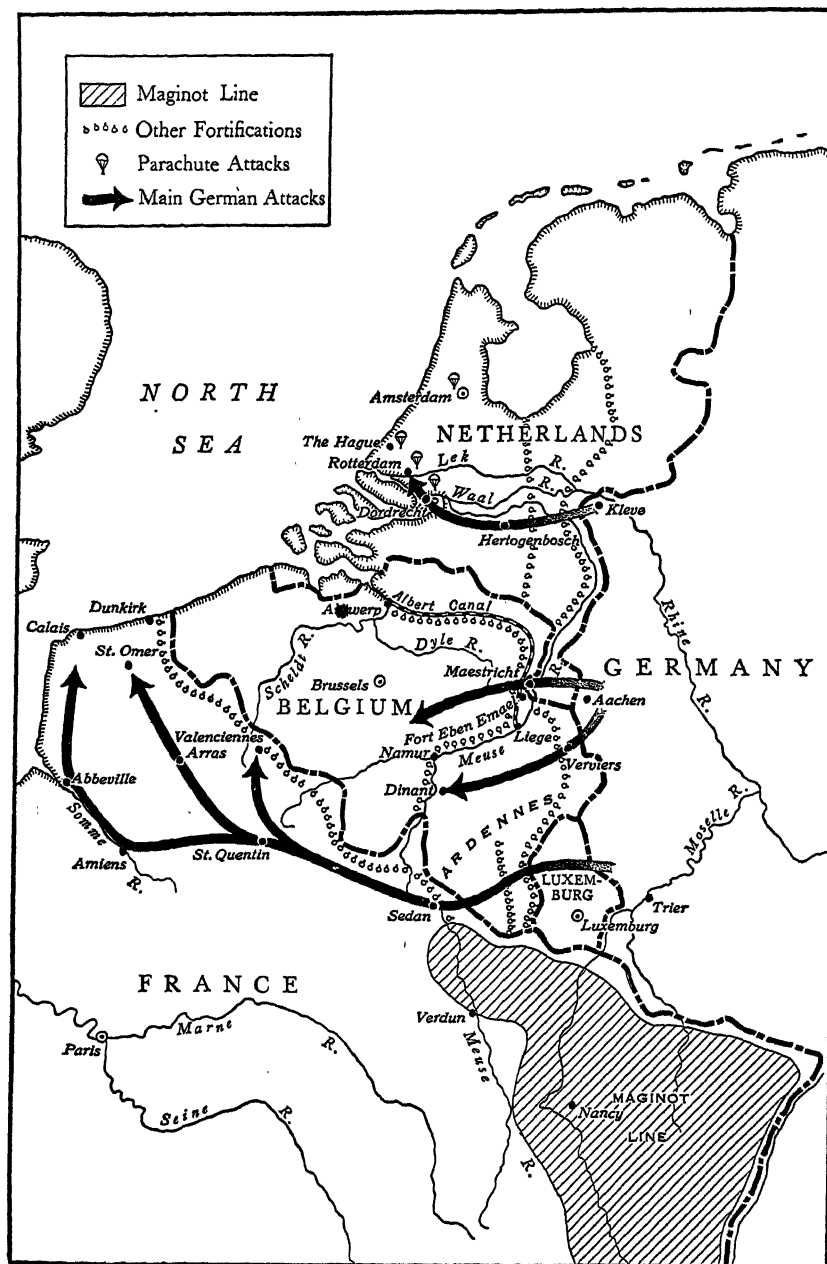 Maginot Line
Other Fortifications
Parachute Attacks
Main German Attacks
NORTH
SEA
Amsterdam
The Hague
NETHERLANDS
Rotterdam
Lek
R.
Waal
R.
Dordrecht
Kleve
Hertogenbosch
Dunkirk
Calais
Antwerp
Albert Canal
Rhine
R.
St. Omer
Scheldt R.
Dyle R.
Maestricht
R.
GERMANY
Brussels
BELGIUM
Aachen
Fort Eben Emae
Valenciennes
Arras
Liege
Namur
Meuse
Verviers
Abbeville
Dinant
Somme
R.
ARDENNES
Moselle R.
Amiens
St. Quentin
LUXEM-
BURG
Trier
Sedan
Luxemburg
FRANCE
Verdun
Marne
R.
Paris
Meuse
R.
MAGINOT
Nancy
LINE
Seine
R.